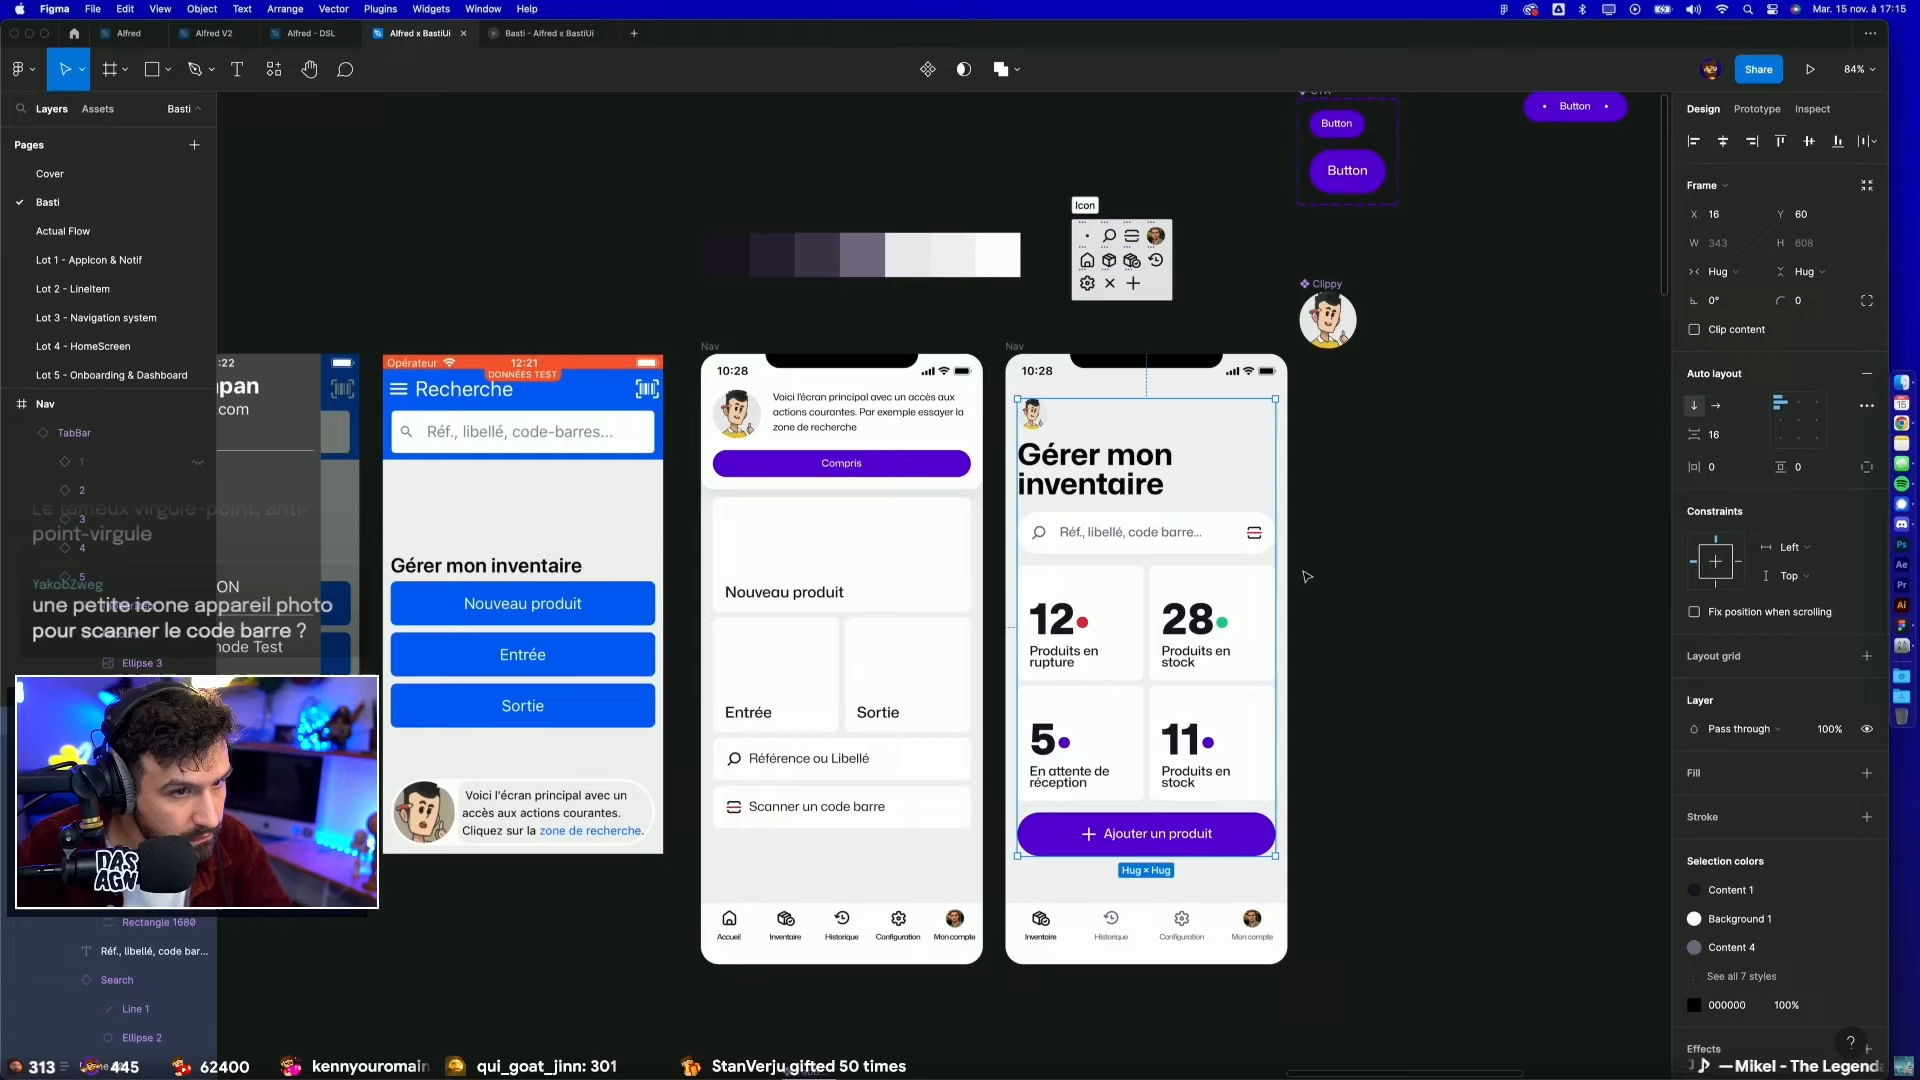 Figma File Edit View Object Text Arrange Vector Plugins Widgets Window Help
Mar. 15 nov. à 17:15
Alfred
Alfred V2
Alfred - DSL
Alfred x BastiUi
Basti - Alfred x BastiUi
Share
84%
Layers
Assets
Basti
Pages
Cover
Basti
Actual Flow
Lot 1 - AppIcon & Notif
Lot 2 - LineItem
Lot 3 - Navigation system
Lot 4 - HomeScreen
Lot 5 - Onboarding & Dashboard
Nav
TabBar
1
2
3
4
5
Le fameux virgule-point, anti-
point-virgule
YakobZweg
une petite icone appareil photo
pour scanner le code barre ?
Ellipse 3
Rectangle 1680
Réf., libellé, code bar...
Search
Line 1
Ellipse 2
DAS
AGN
:22
pan
.com
ON
node Test
Opérateur
12:21
DONNÉES TEST
Recherche
Réf., libellé, code-barres...
Gérer mon inventaire
Nouveau produit
Entrée
Sortie
Voici l'écran principal avec un
accès aux actions courantes.
Cliquez sur la zone de recherche.
Nav
10:28
Voici l'écran principal avec un accès aux
actions courantes. Par exemple essayer la
zone de recherche
Compris
Nouveau produit
Entrée
Sortie
Référence ou Libellé
Scanner un code barre
Accueil
Inventaire
Historique
Configuration
Mon compte
Nav
10:28
Gérer mon
inventaire
Réf., libellé, code barre...
12
Produits en
rupture
28
Produits en
stock
5
En attente de
réception
11
Produits en
stock
Ajouter un produit
Hug × Hug
Inventaire
Historique
Configuration
Mon compte
Icon
Button
Button
Button
Clippy
Design
Prototype
Inspect
Frame
X 16
Y 60
W 343
H 608
Hug
Hug
0°
0
Clip content
Auto layout
16
0
0
Constraints
Left
Top
Fix position when scrolling
Layout grid
Layer
Pass through
100%
Fill
Stroke
Selection colors
Content 1
Background 1
Content 4
See all 7 styles
000000
100%
Effects
?
15
Ps
Ae
Pr
Ai
313
445
62400
kennyouromain
qui_goat_jinn: 301
StanVerju gifted 50 times
—Mikel - The Legend